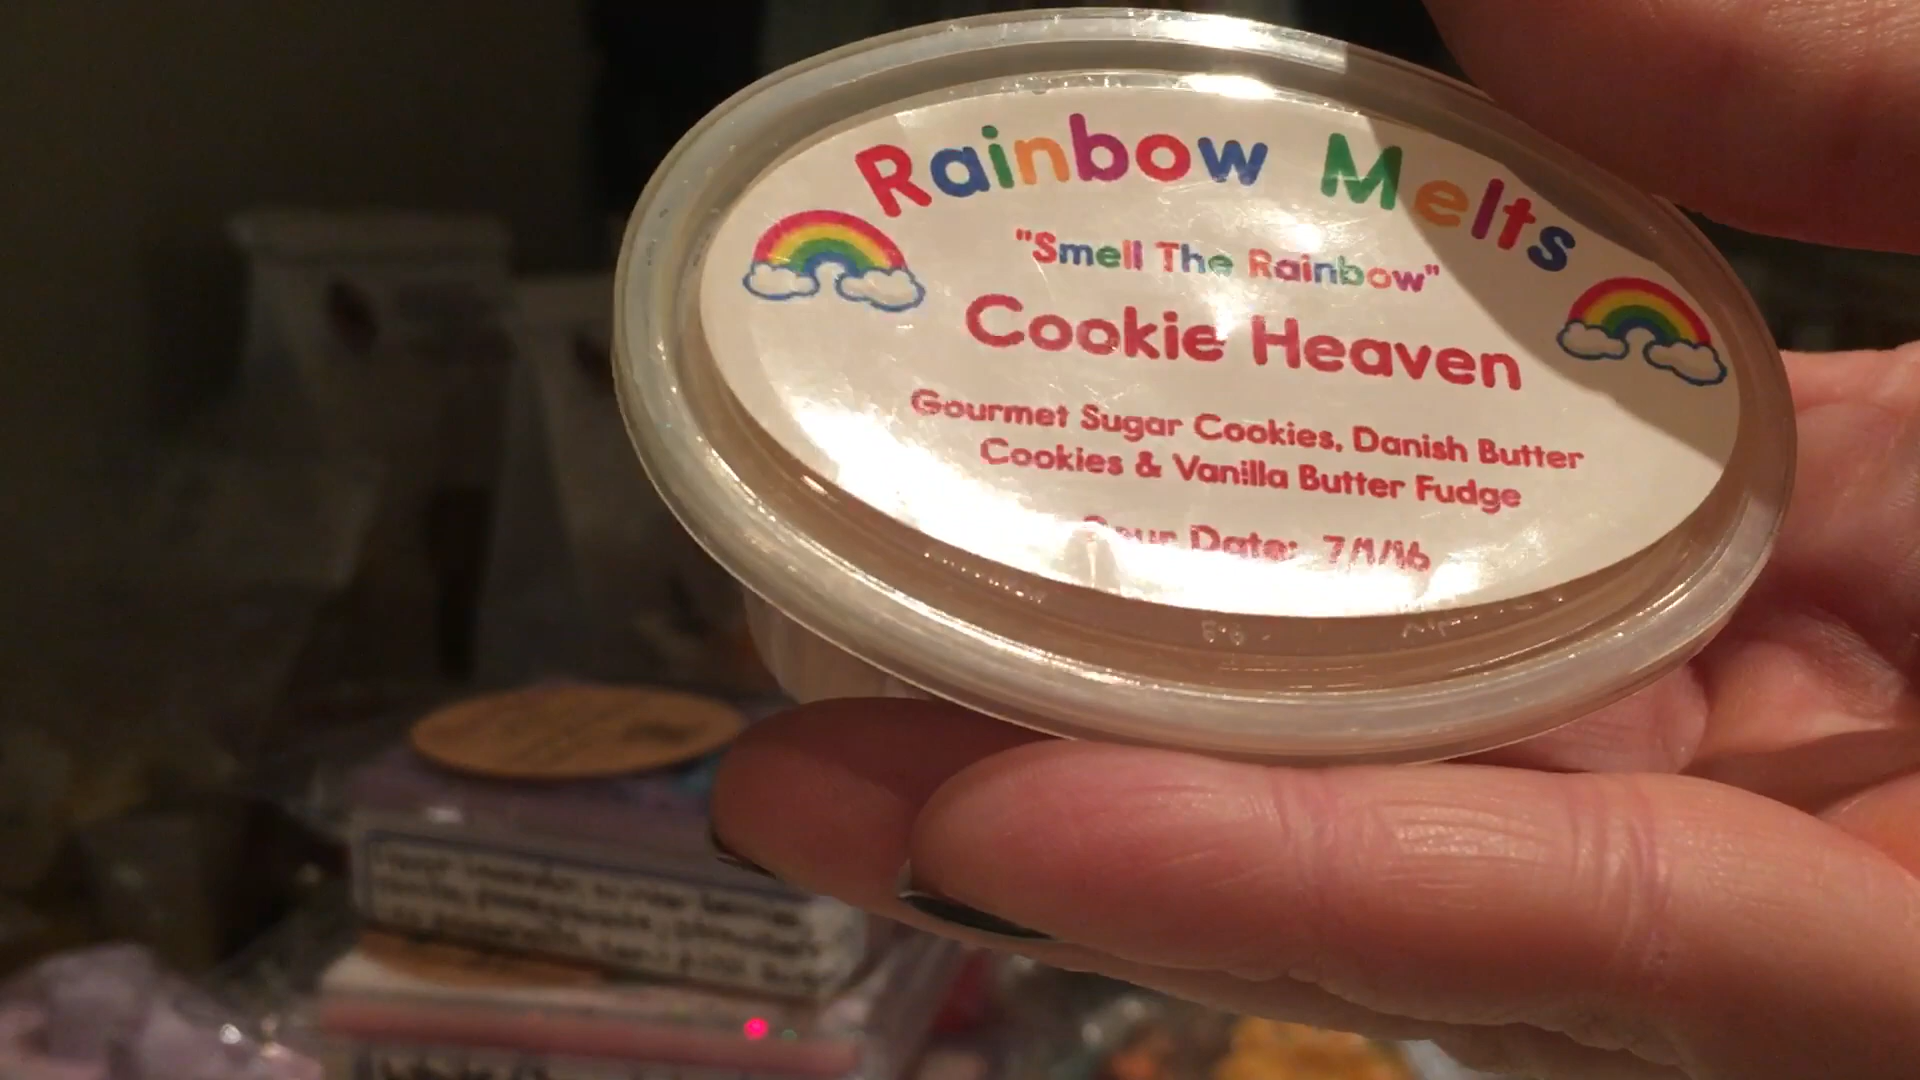 Rainbow Melts
"Smell The Rainbow"
Cookie Heaven
Gourmet Sugar Cookies, Danish Butter
Cookies & Vanilla Butter Fudge
Pour Date: 7/1/16